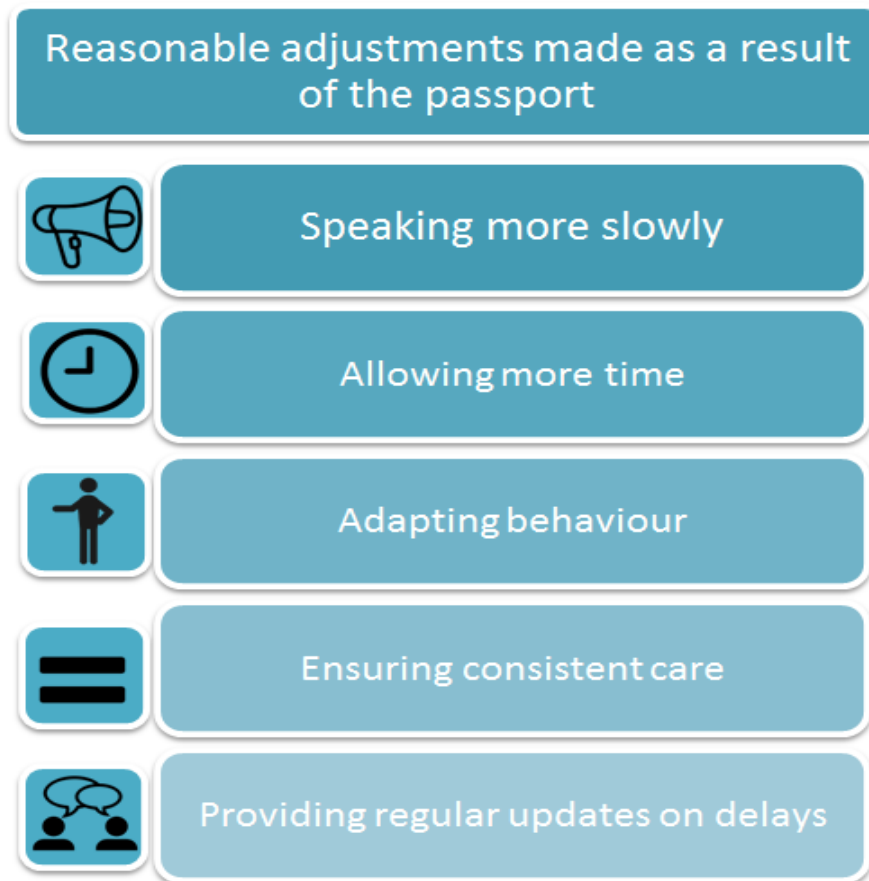 Reasonable adjustments made as a result
of the passport
Speaking more slowly
Allowing more time
Adapting behaviour
Ensuring consistent care
Providing regular updates on delays